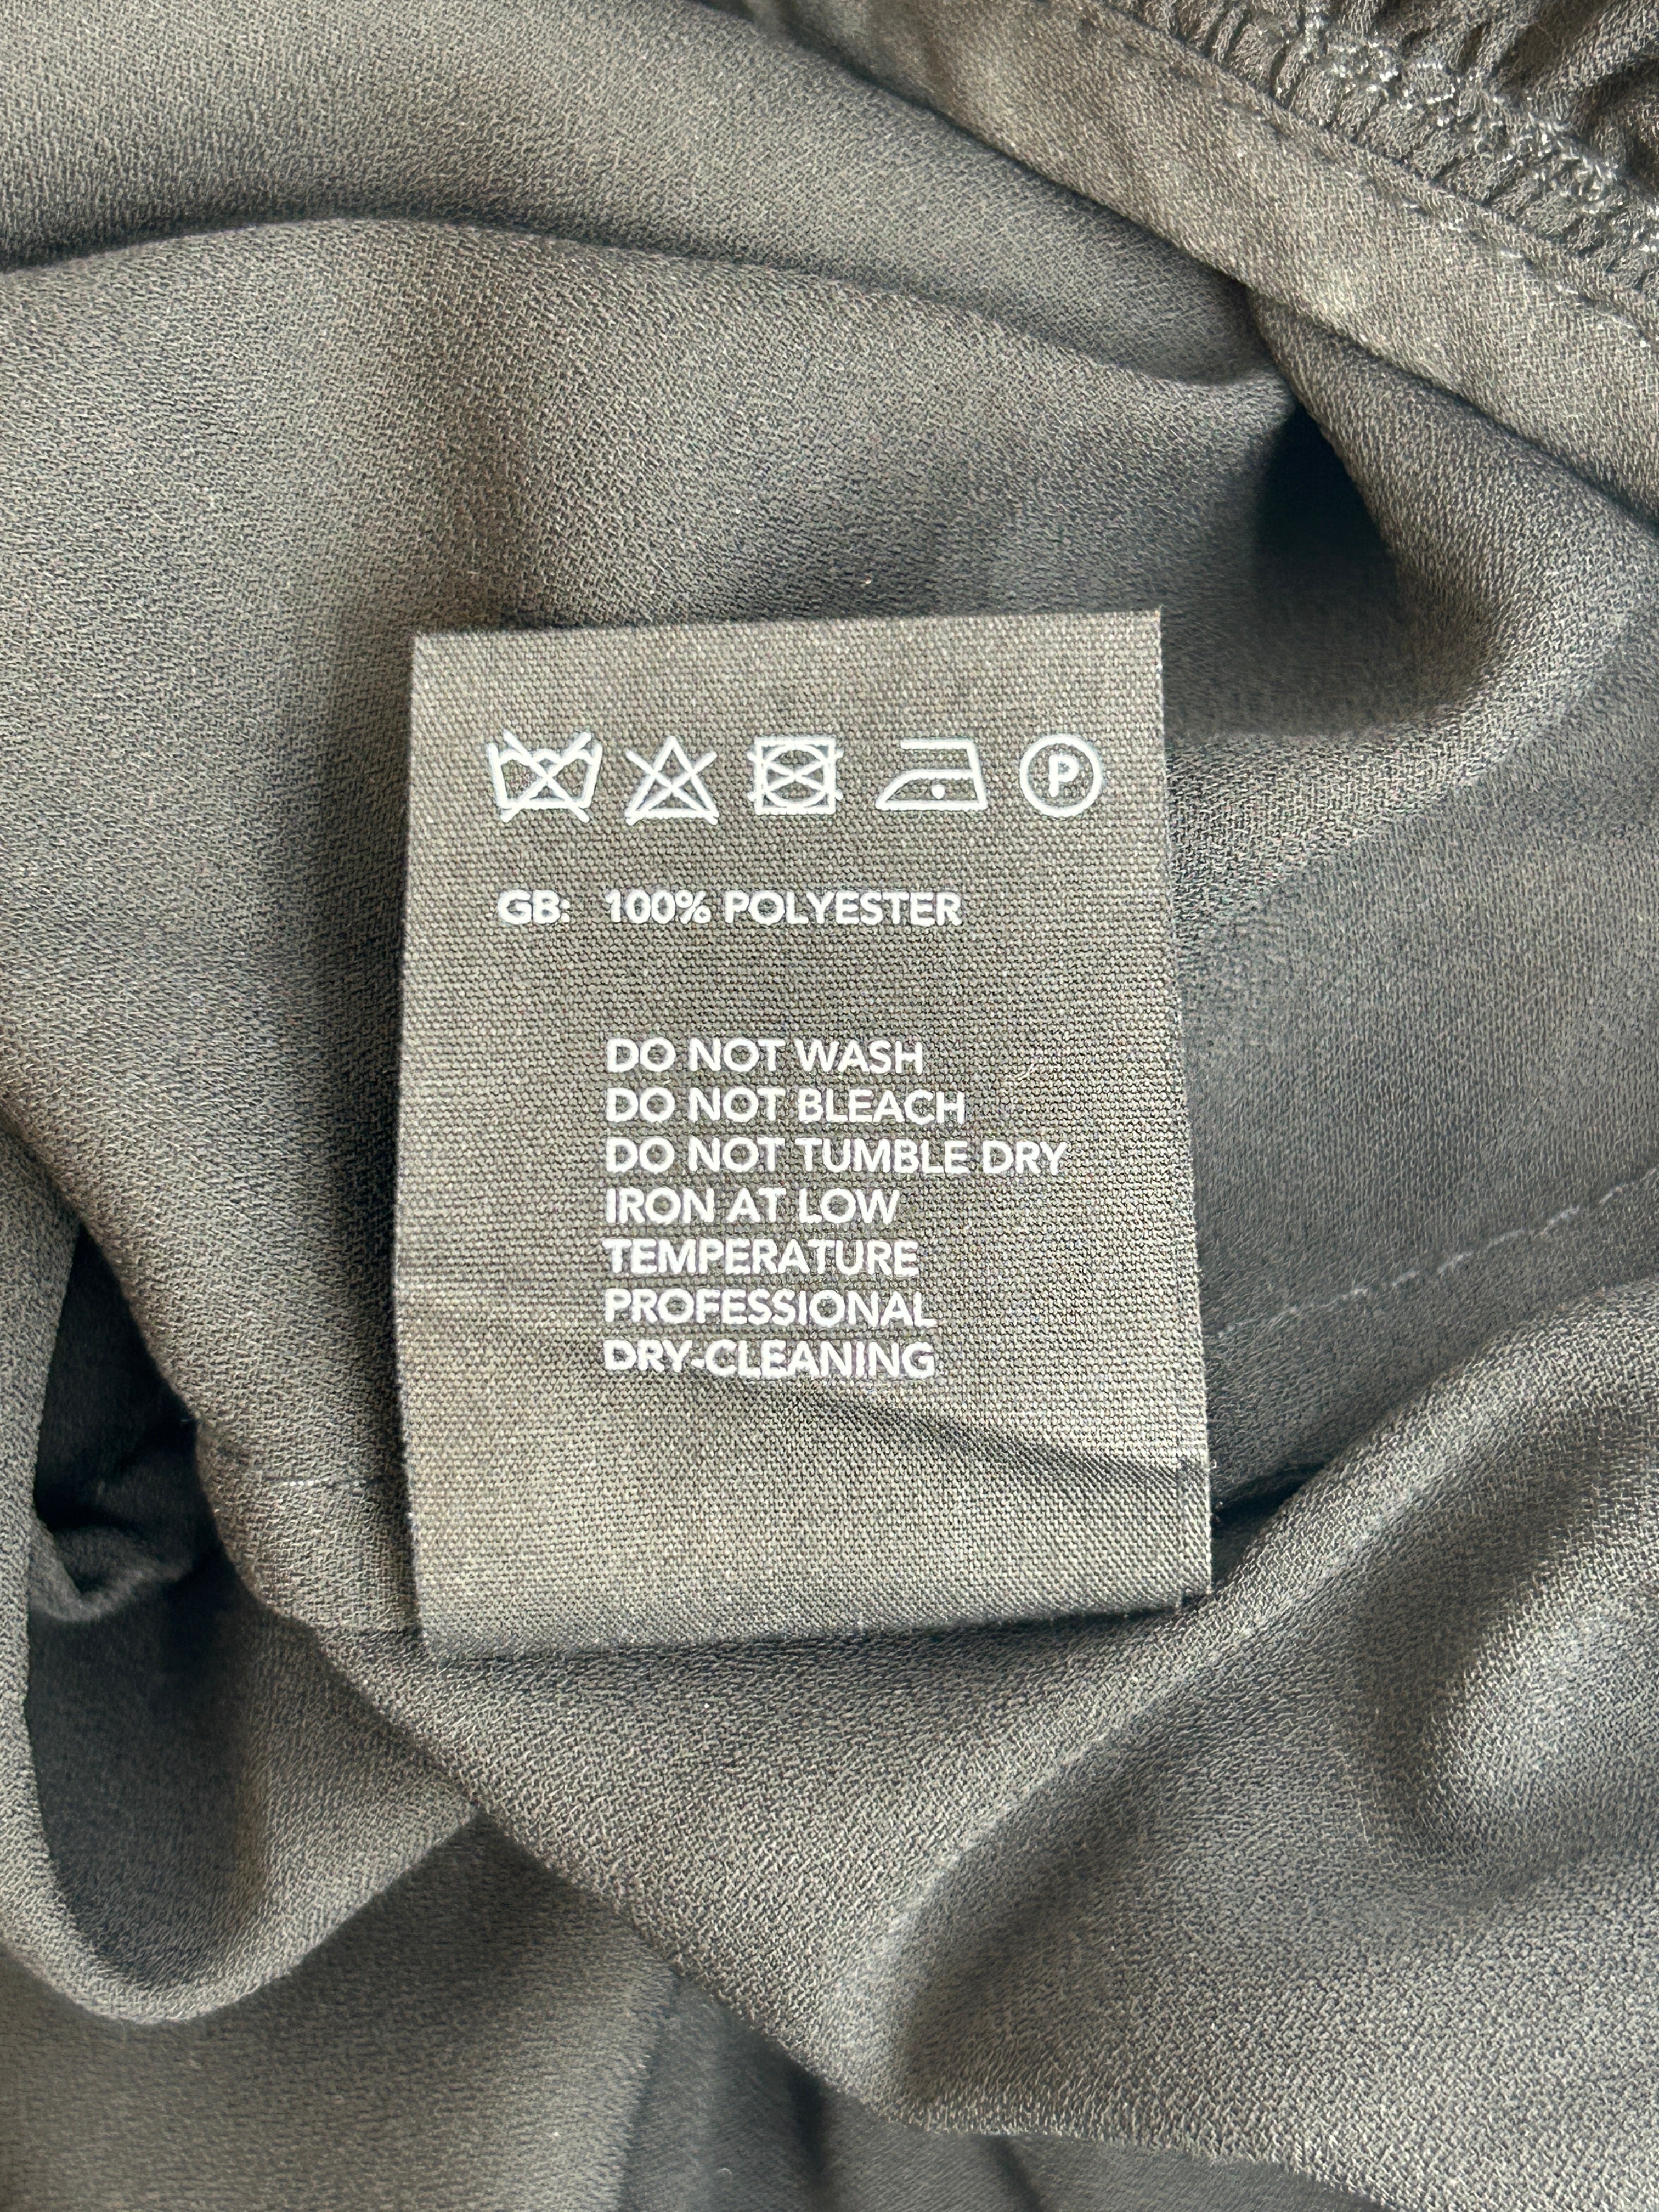 P
GB: 100% POLYESTER
DO NOT WASH
DO NOT BLEACH
DO NOT TUMBLE DRY
IRON AT LOW
TEMPERATURE
PROFESSIONAL
DRY-CLEANING